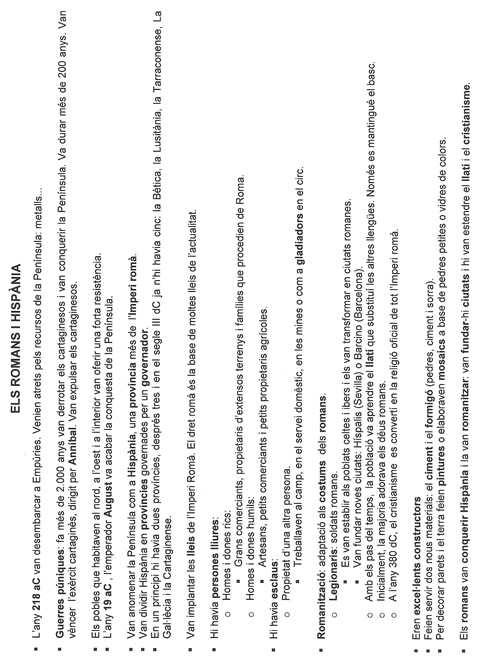 ELS ROMANS I HISPÀNIA
▪ L'any 218 aC van desembarcar a Empúries. Venien atrets pels recursos de la Península: metalls...
▪ Guerres púniques: fa més de 2.000 anys van derrotar els cartaginesos i van conquerir la Península. Va durar més de 200 anys. Van
vèncer l'exèrcit cartaginès, dirigit per Anníbal. Van expulsar els cartaginesos.
▪ Els pobles que habitaven al nord, a l'oest i a l'interior van oferir una forta resistència.
▪ L'any 19 aC , l'emperador August va acabar la conquesta de la Península.
▪ Van anomenar la Península com a Hispània, una província més de l'Imperi romà.
▪ Van dividir Hispània en províncies governades per un governador.
▪ En un principi hi havia dues províncies, després tres i en el segle III dC ja n'hi havia cinc: la Bètica, la Lusitània, la Tarraconense, La
Gal·lècia i la Cartaginense.
▪ Van implantar les lleis de l'Imperi Romà. El dret romà és la base de moltes lleis de l'actualitat.
▪ Hi havia persones lliures:
○ Homes i dones rics:
▪ Grans comerciants, propietaris d'extensos terrenys i famílies que procedien de Roma.
○ Homes i dones humils:
▪ Artesans, petits comerciants i petits propietaris agrícoles.
▪ Hi havia esclaus:
○ Propietat d'una altra persona.
▪ Treballaven al camp, en el servei domèstic, en les mines o com a gladiadors en el circ.
▪ Romanització: adaptació als costums dels romans.
○ Legionaris: soldats romans.
▪ Es van establir als poblats celtes i ibers i els van transformar en ciutats romanes.
▪ Van fundar noves ciutats: Híspalis (Sevilla) o Barcino (Barcelona).
○ Amb els pas del temps, la població va aprendre el llatí que substituí les altres llengües. Només es mantingué el basc.
○ Inicialment, la majoria adorava els déus romans.
○ A l'any 380 dC, el cristianisme es convertí en la religió oficial de tot l'Imperi romà.
▪ Eren excel·lents constructors
▪ Feien servir dos nous materials: el ciment i el formigó (pedres, ciment i sorra).
▪ Per decorar parets i el terra feien pintures o elaboraven mosaics a base de pedres petites o vidres de colors.
▪ Els romans van conquerir Hispània i la van romanitzar: van fundar-hi ciutats i hi van estendre el llatí i el cristianisme.